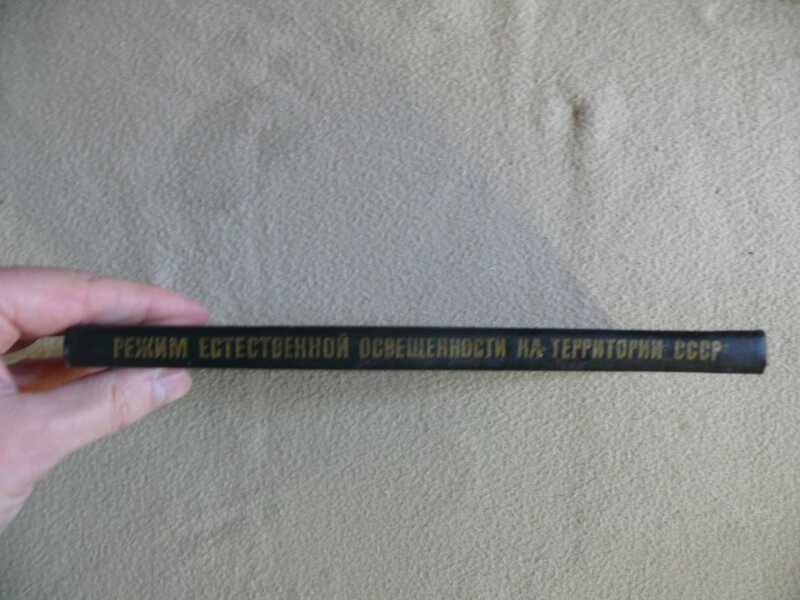 РЕЖИМ ЕСТЕСТВЕННОЙ ОСВЕЩЕННОСТИ НА ТЕРРИТОРИИ СССР